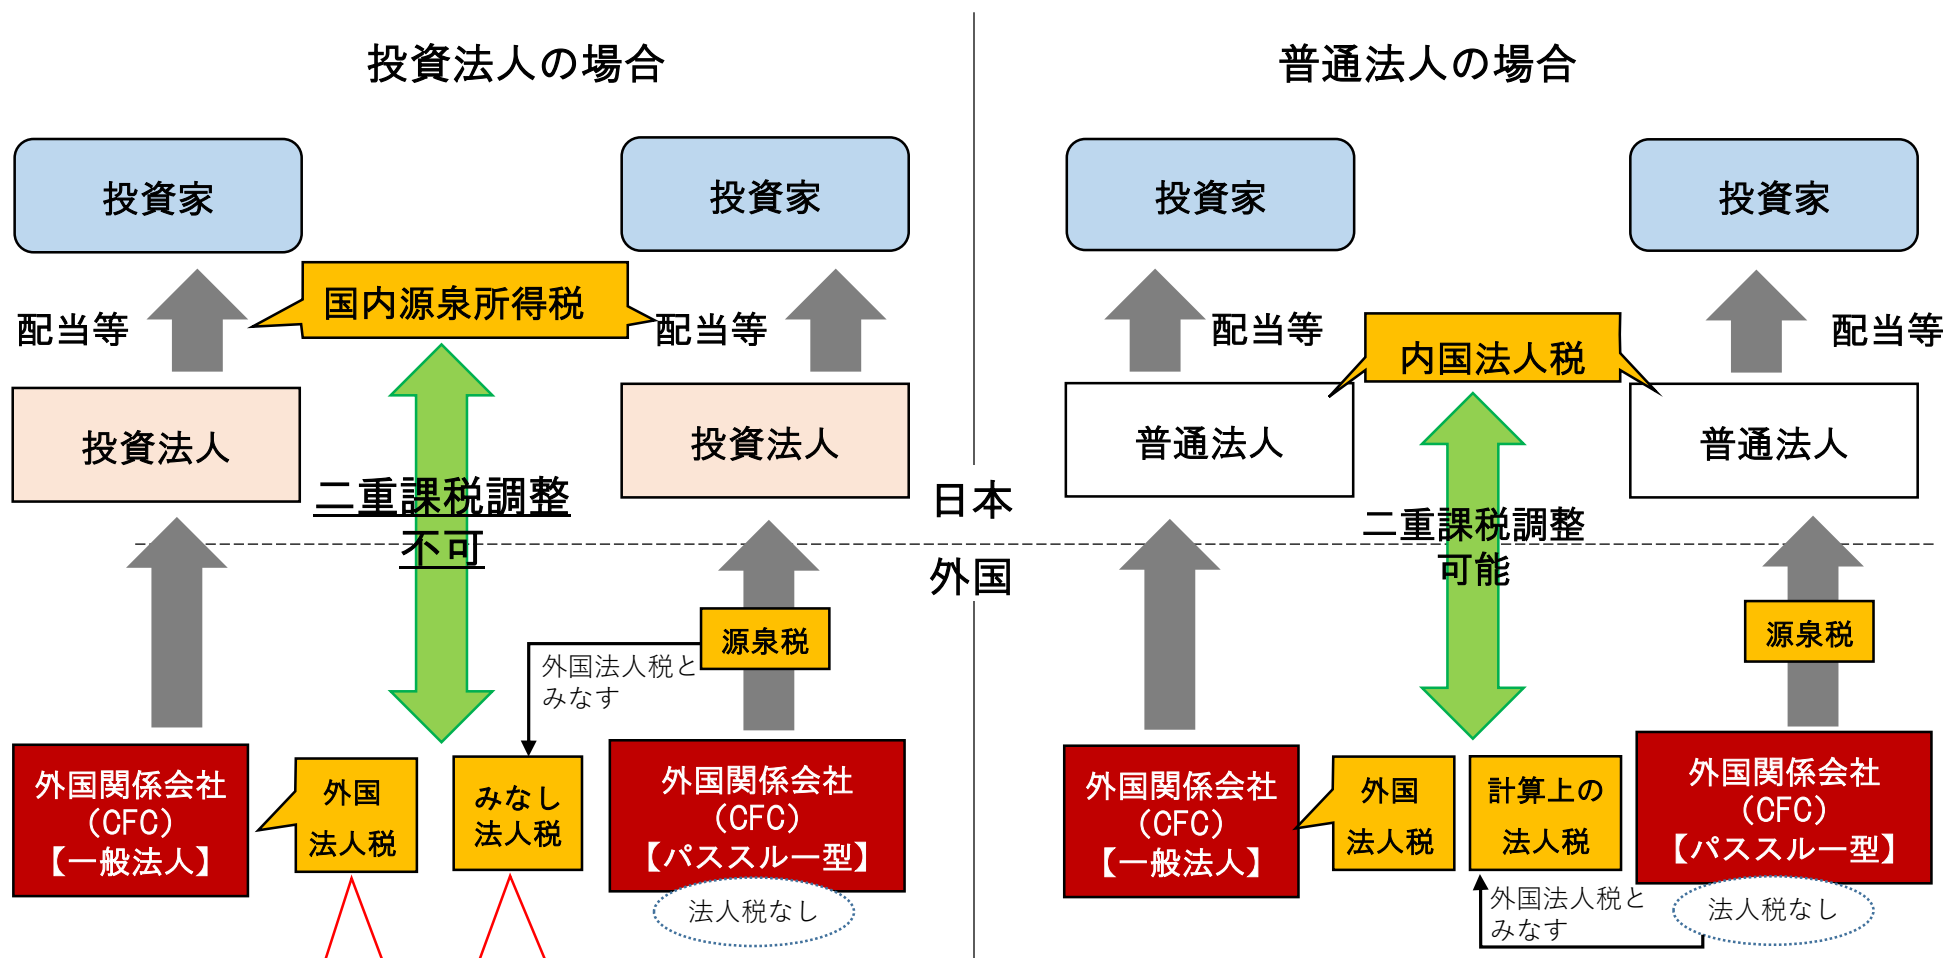 投資法人の場合
投資家
投資家
国内源泉所得税
配当等
配当等
投資法人
投資法人
二重課税調整
不可
源泉税
外国法人税と
みなす
外国関係会社
（CFC）
【一般法人】
外国
法人税
みなし
法人税
外国関係会社
（CFC）
【パススルー型】
法人税なし
日本
外国
普通法人の場合
投資家
投資家
配当等
内国法人税
配当等
普通法人
普通法人
二重課税調整
可能
源泉税
外国関係会社
（CFC）
【一般法人】
外国
法人税
計算上の
法人税
外国関係会社
（CFC）
【パススルー型】
外国法人税と
みなす
法人税なし